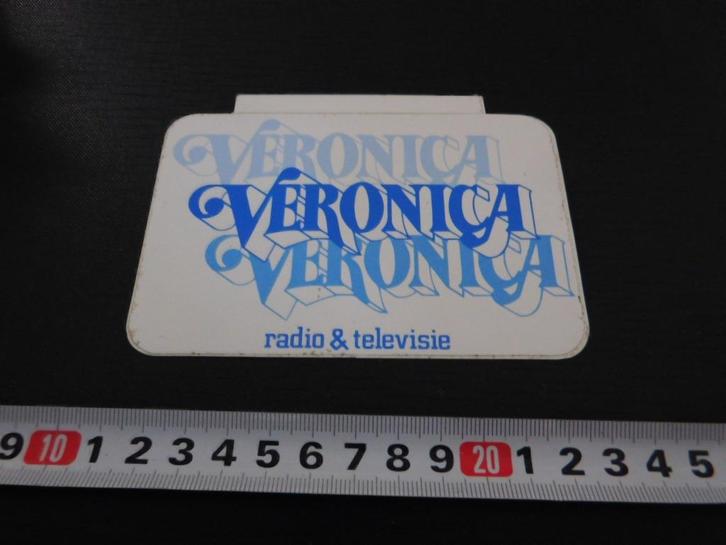 VERONICA
VERONICA
VERONICA
radio & televisie
9 10 1 2 3 4 5 6 7 8 9 20 1 2 3 4 5